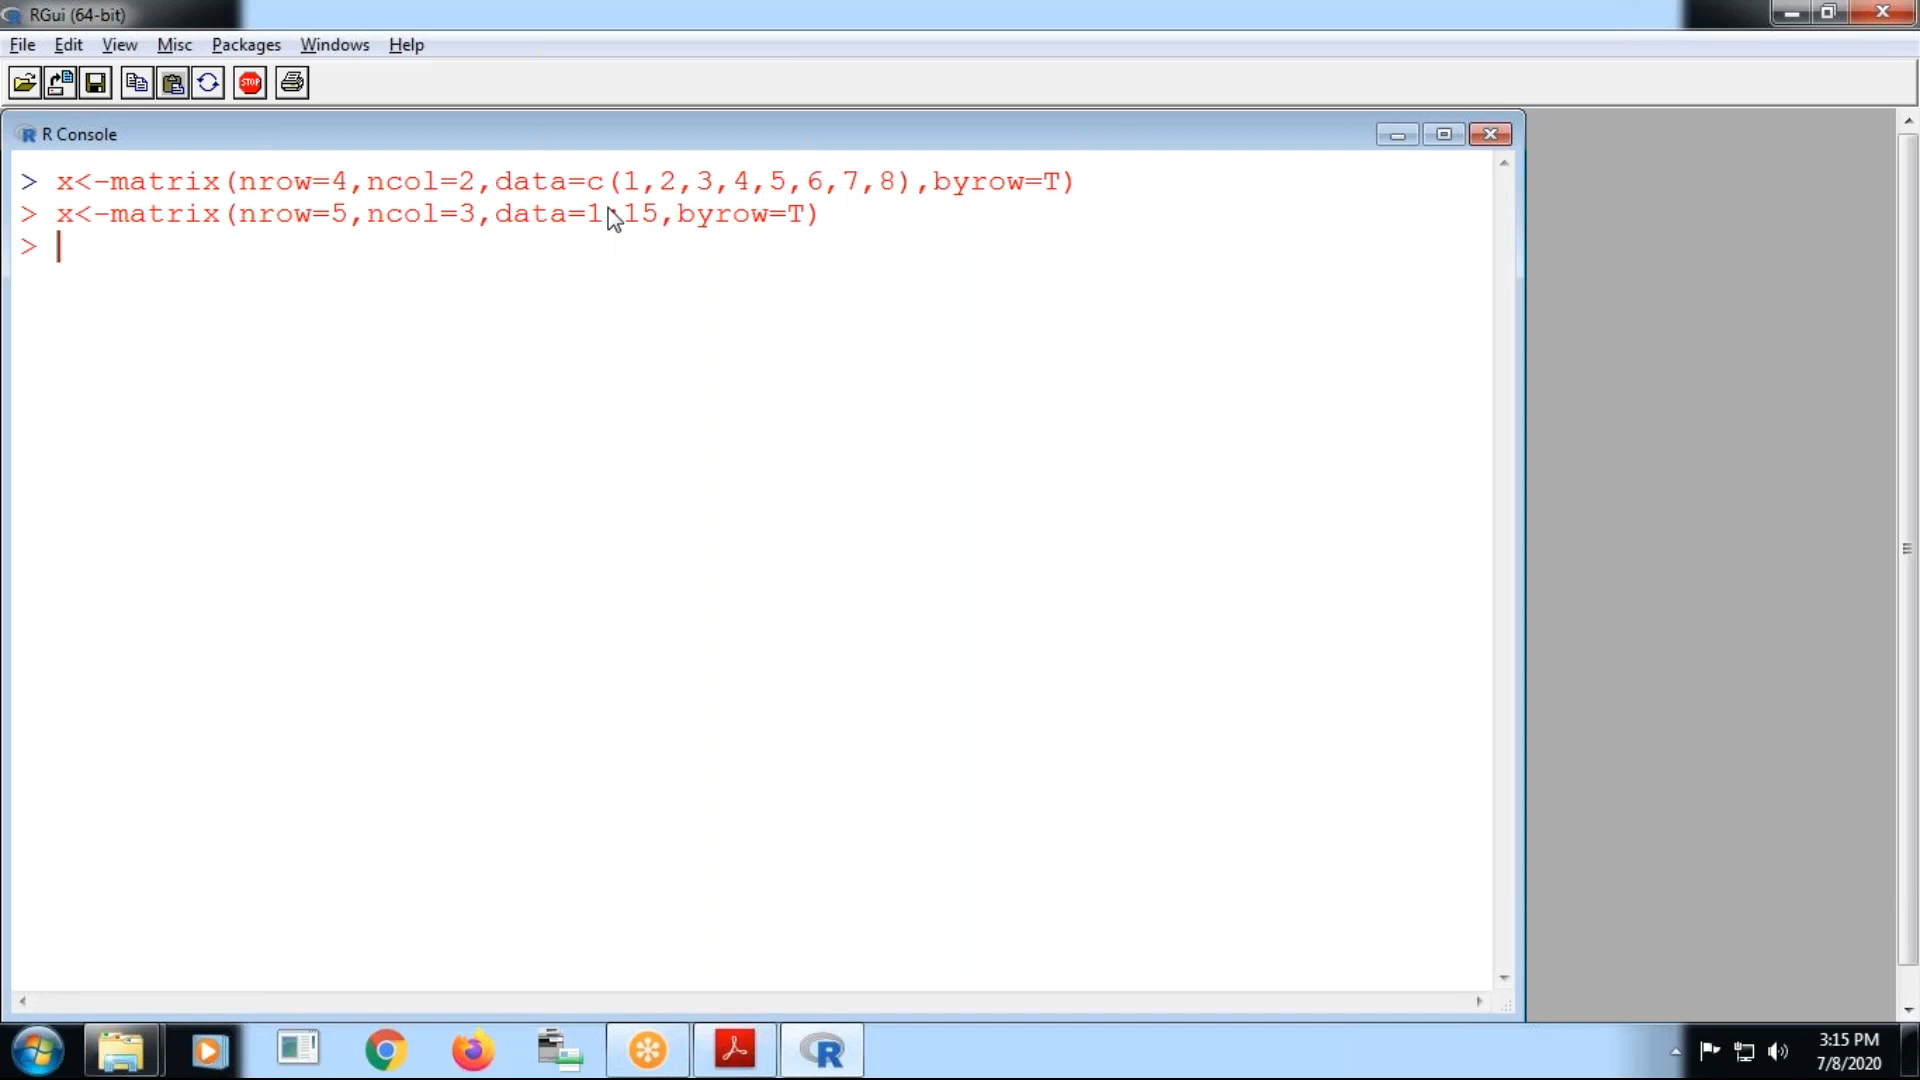 RGui (64-bit)
File Edit View Misc Packages Windows Help
STOP
R Console
> x<-matrix(nrow=4,ncol=2,data=c(1,2,3,4,5,6,7,8),byrow=T)
> x<-matrix(nrow=5,ncol=3,data=1:15,byrow=T)
>
3:15 PM
7/8/2020